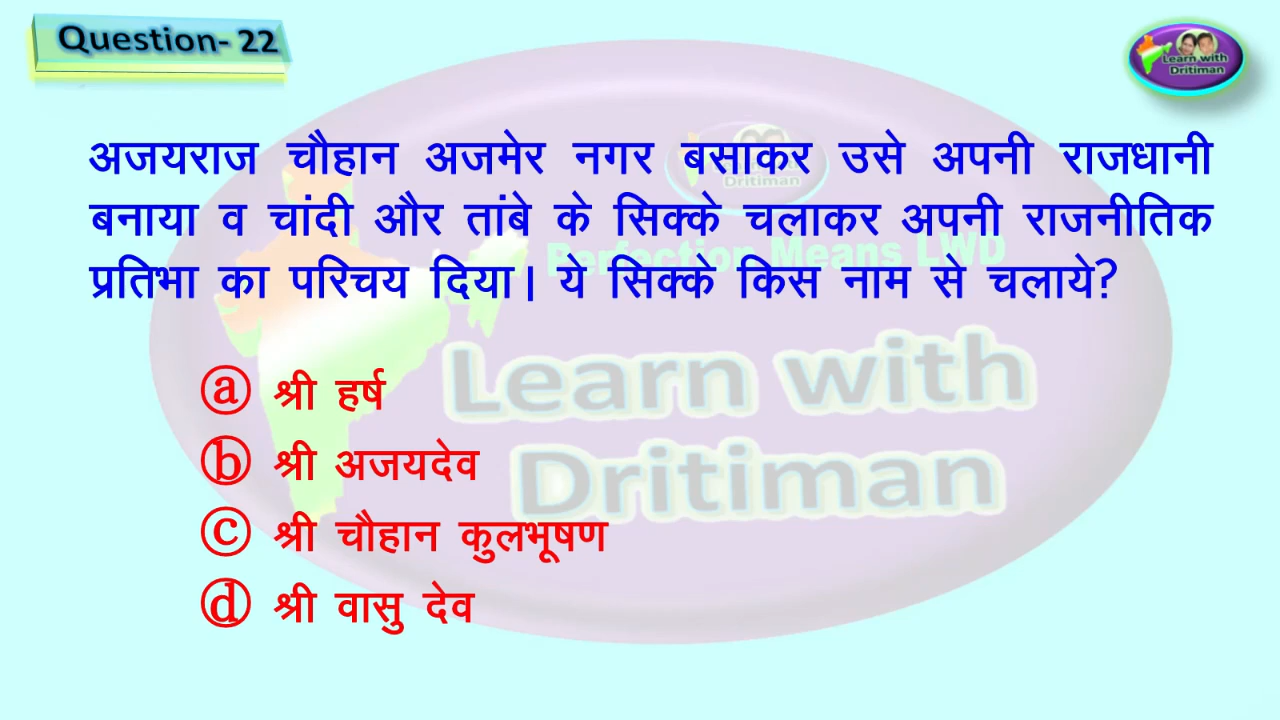 Question- 22
Learn with
Dritiman
अजयराज चौहान अजमेर नगर बसाकर उसे अपनी राजधानी
बनाया व चांदी और तांबे के सिक्के चलाकर अपनी राजनीतिक
प्रतिभा का परिचय दिया। ये सिक्के किस नाम से चलाये?
Dritiman
Perfection Means LWD
Learn with
Dritiman
ⓐ श्री हर्ष
ⓑ श्री अजयदेव
ⓒ श्री चौहान कुलभूषण
ⓓ श्री वासु देव